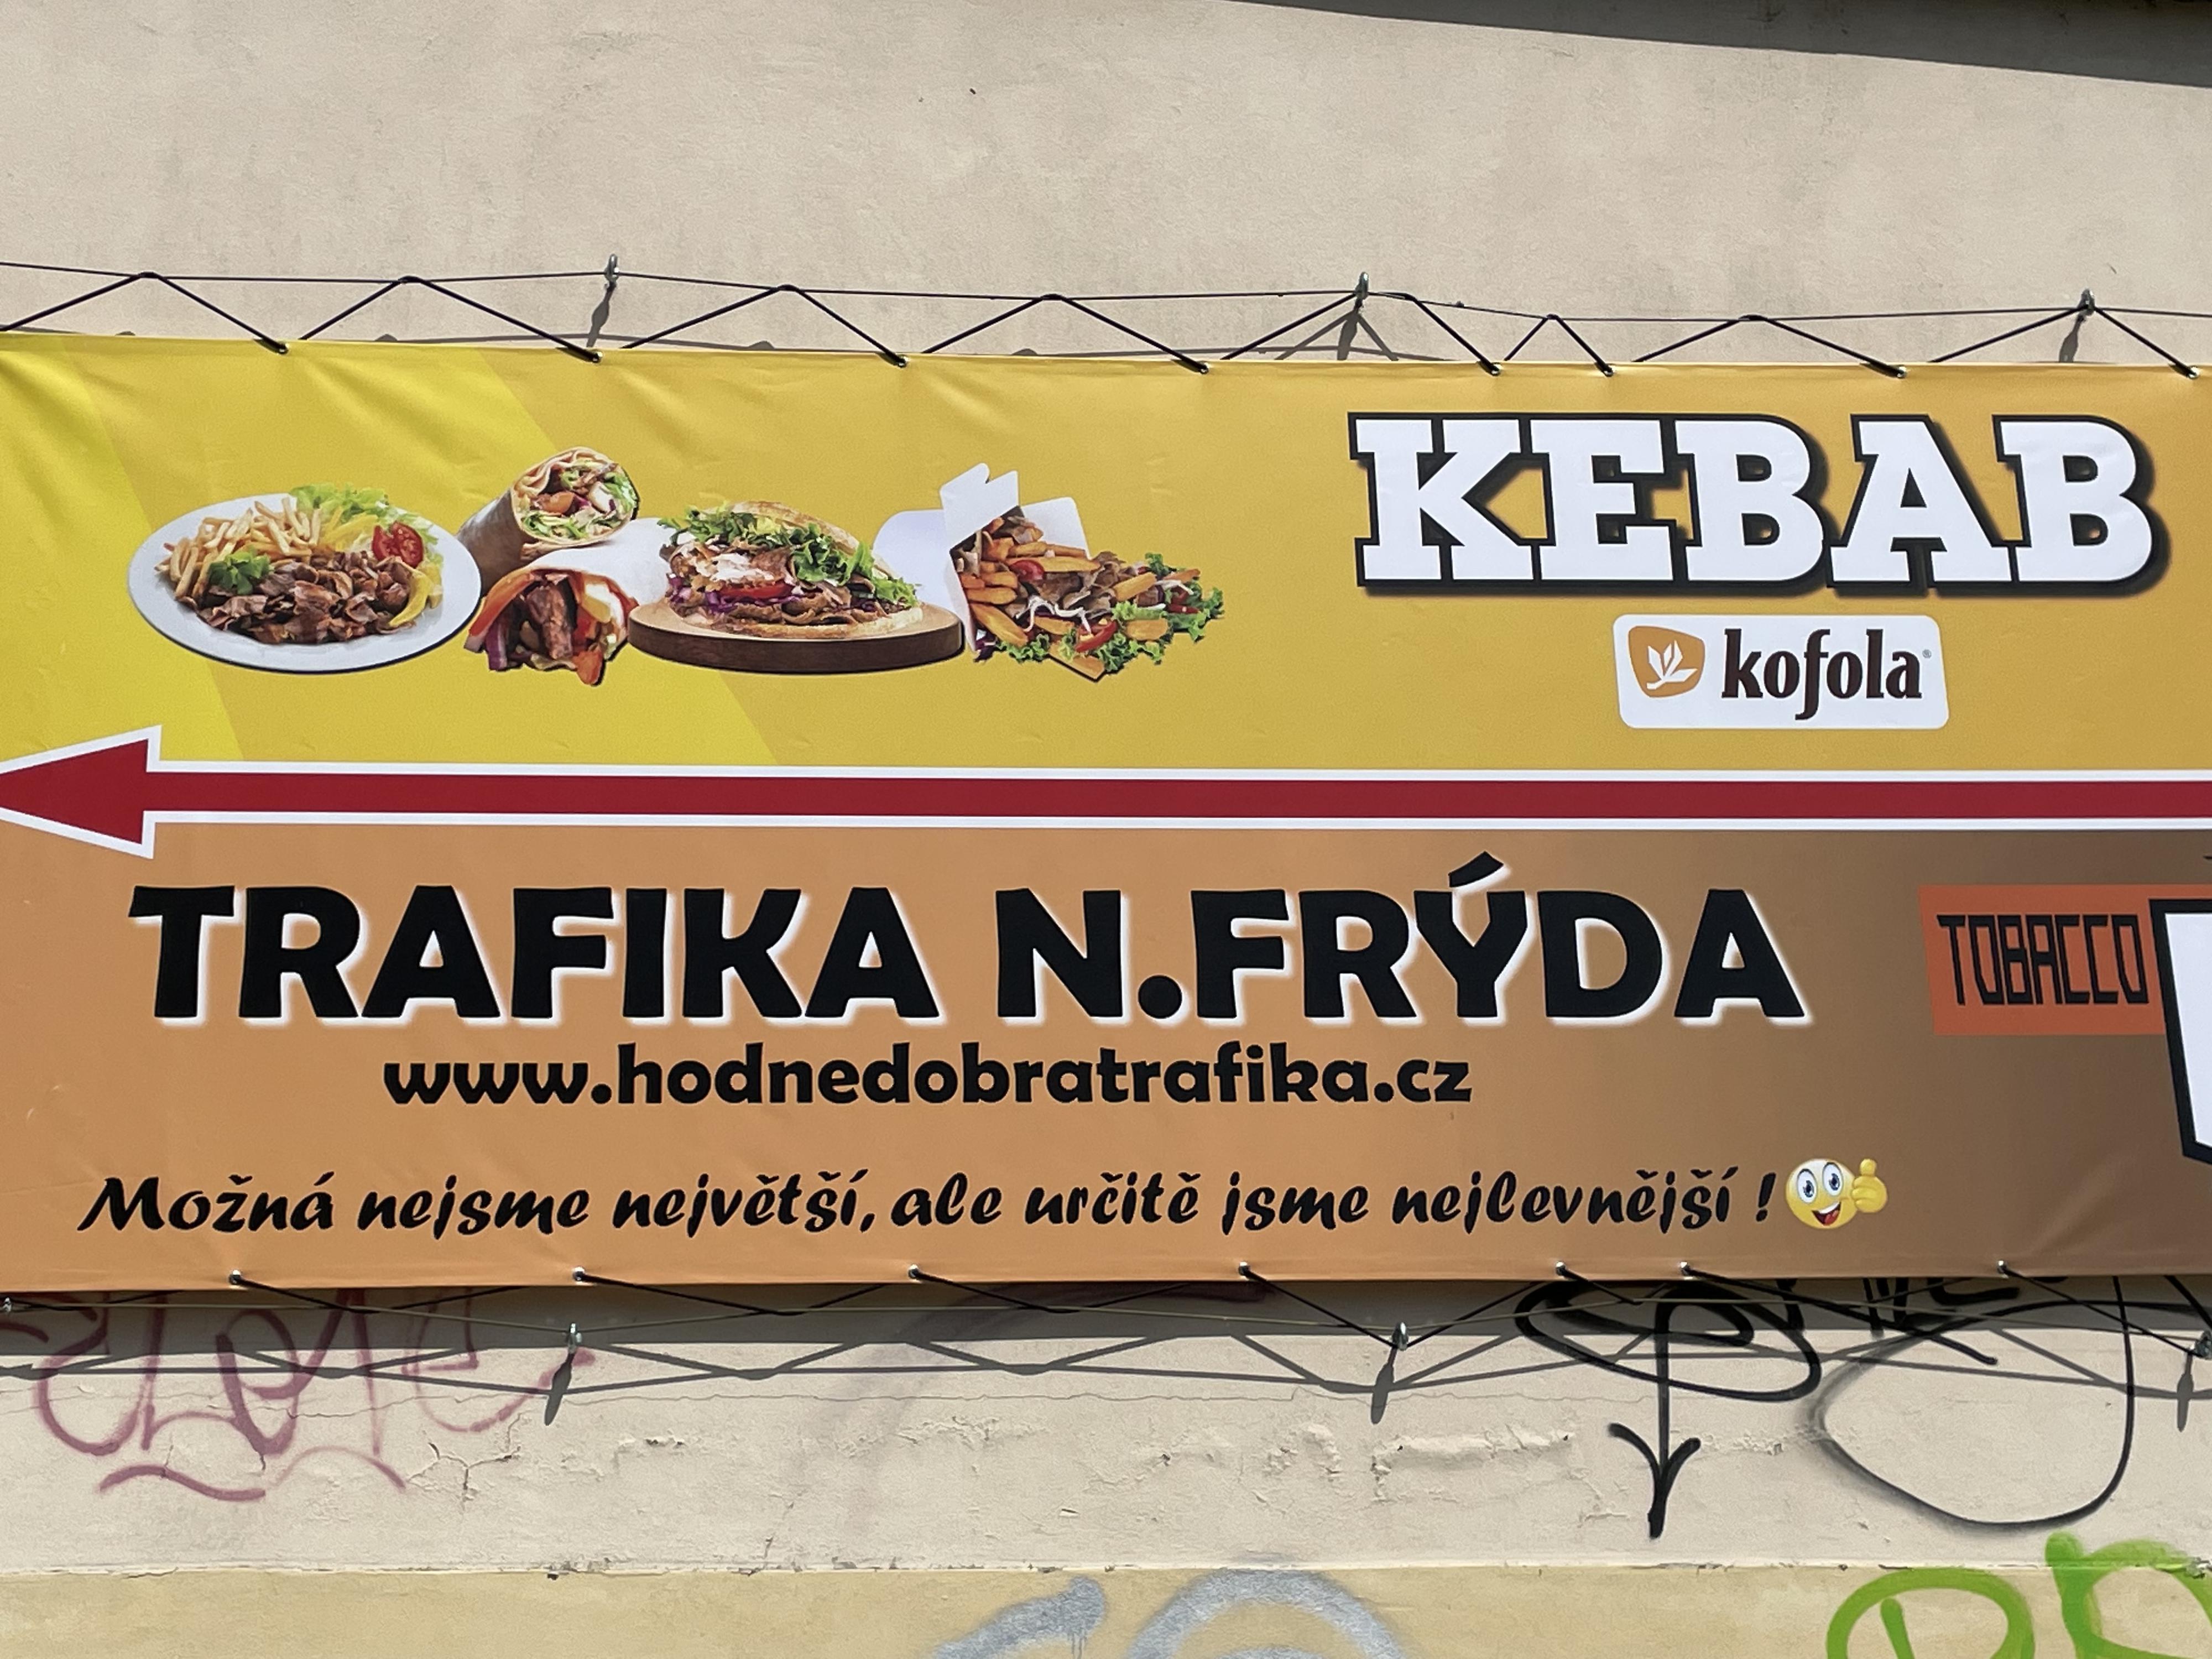 KEBAB
kofola®
TRAFIKA N.FRÝDA
TOBACCO
www.hodnedobratrafika.cz
Možná nejsme největší, ale určitě jsme nejlevnější !